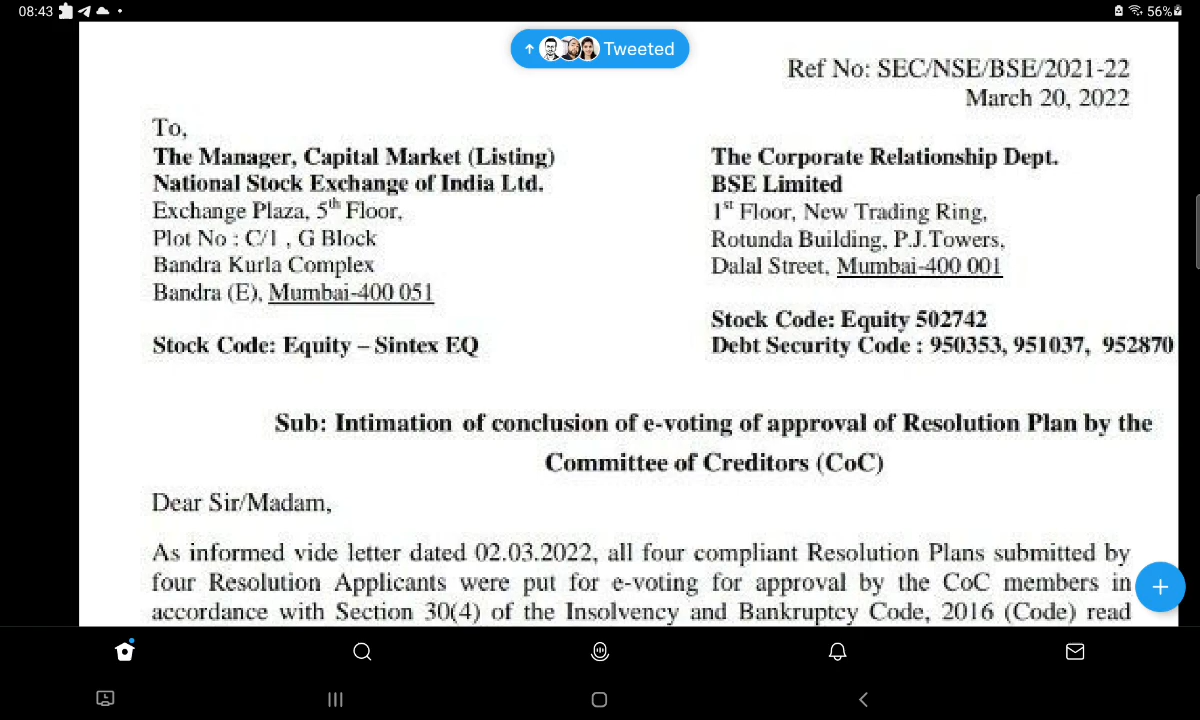 08:43
56%
Tweeted
Ref No: SEC/NSE/BSE/2021-22
March 20, 2022
To,
The Manager, Capital Market (Listing)
National Stock Exchange of India Ltd.
Exchange Plaza, 5th Floor,
Plot No : C/1 , G Block
Bandra Kurla Complex
Bandra (E), Mumbai-400 051
Stock Code: Equity – Sintex EQ
The Corporate Relationship Dept.
BSE Limited
1st Floor, New Trading Ring,
Rotunda Building, P.J.Towers,
Dalal Street, Mumbai-400 001
Stock Code: Equity 502742
Debt Security Code : 950353, 951037, 952870
Sub: Intimation of conclusion of e-voting of approval of Resolution Plan by the
Committee of Creditors (CoC)
Dear Sir/Madam,
As informed vide letter dated 02.03.2022, all four compliant Resolution Plans submitted by
four Resolution Applicants were put for e-voting for approval by the CoC members in
accordance with Section 30(4) of the Insolvency and Bankruptcy Code, 2016 (Code) read